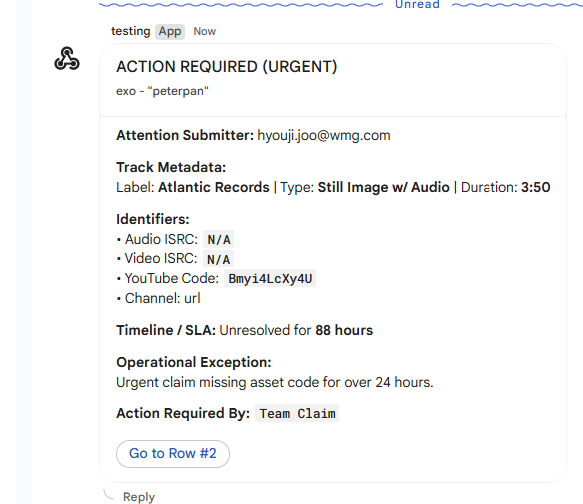 Unread
testing App Now
ACTION REQUIRED (URGENT)
exo - "peterpan"
Attention Submitter: hyouji.joo@wmg.com
Track Metadata:
Label: Atlantic Records | Type: Still Image w/ Audio | Duration: 3:50
Identifiers:
• Audio ISRC: N/A
• Video ISRC: N/A
• YouTube Code: Bmyi4LcXy4U
• Channel: url
Timeline / SLA: Unresolved for 88 hours
Operational Exception:
Urgent claim missing asset code for over 24 hours.
Action Required By: Team Claim
Go to Row #2
Reply